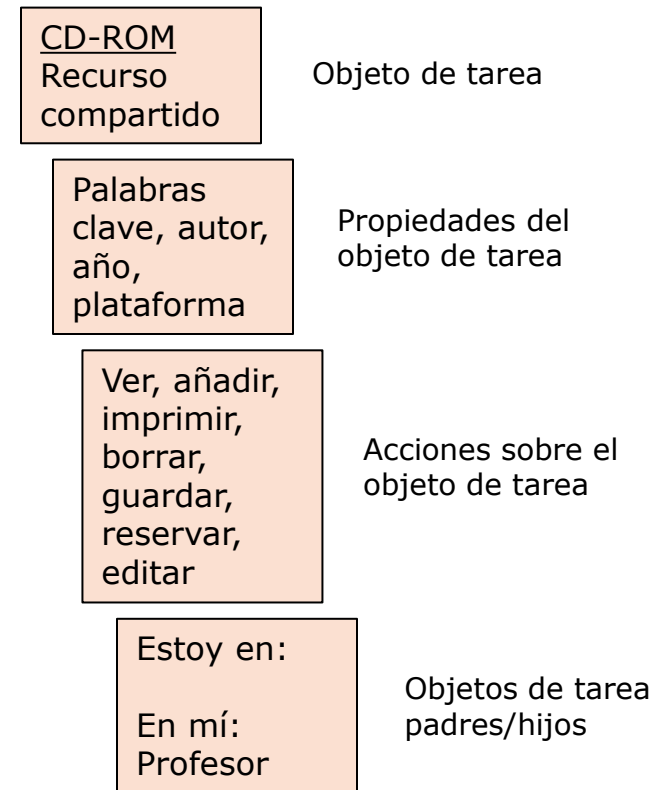 CD-ROM
Recurso
compartido
Objeto de tarea
Palabras
clave, autor,
año,
plataforma
Propiedades del
objeto de tarea
Ver, añadir,
imprimir,
borrar,
guardar,
reservar,
editar
Acciones sobre el
objeto de tarea
Estoy en:
En mí:
Profesor
Objetos de tarea
padres/hijos